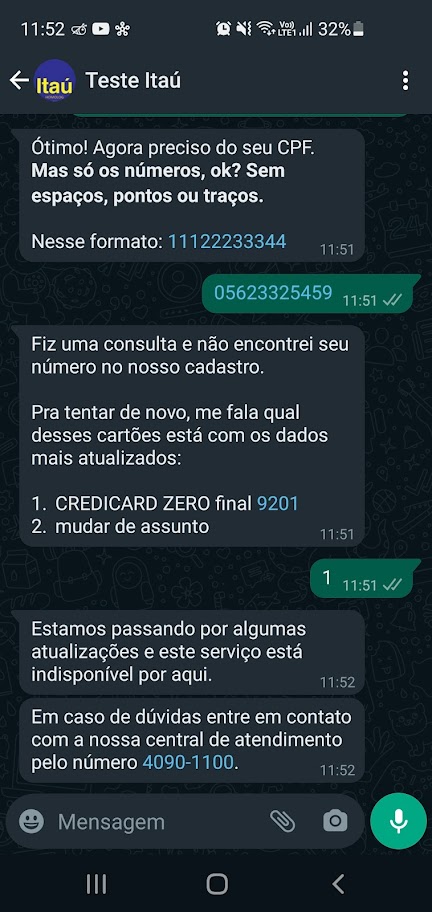 11:52 Vo)) LTE1 32%
Itaú Teste Itaú
Ótimo! Agora preciso do seu CPF.
Mas só os números, ok? Sem
espaços, pontos ou traços.
Nesse formato: 11122233344 11:51
05623325459 11:51
Fiz uma consulta e não encontrei seu
número no nosso cadastro.
Pra tentar de novo, me fala qual
desses cartões está com os dados
mais atualizados:
1. CREDICARD ZERO final 9201
2. mudar de assunto 11:51
1 11:51
Estamos passando por algumas
atualizações e este serviço está
indisponível por aqui. 11:52
Em caso de dúvidas entre em contato
com a nossa central de atendimento
pelo número 4090-1100. 11:52
Mensagem